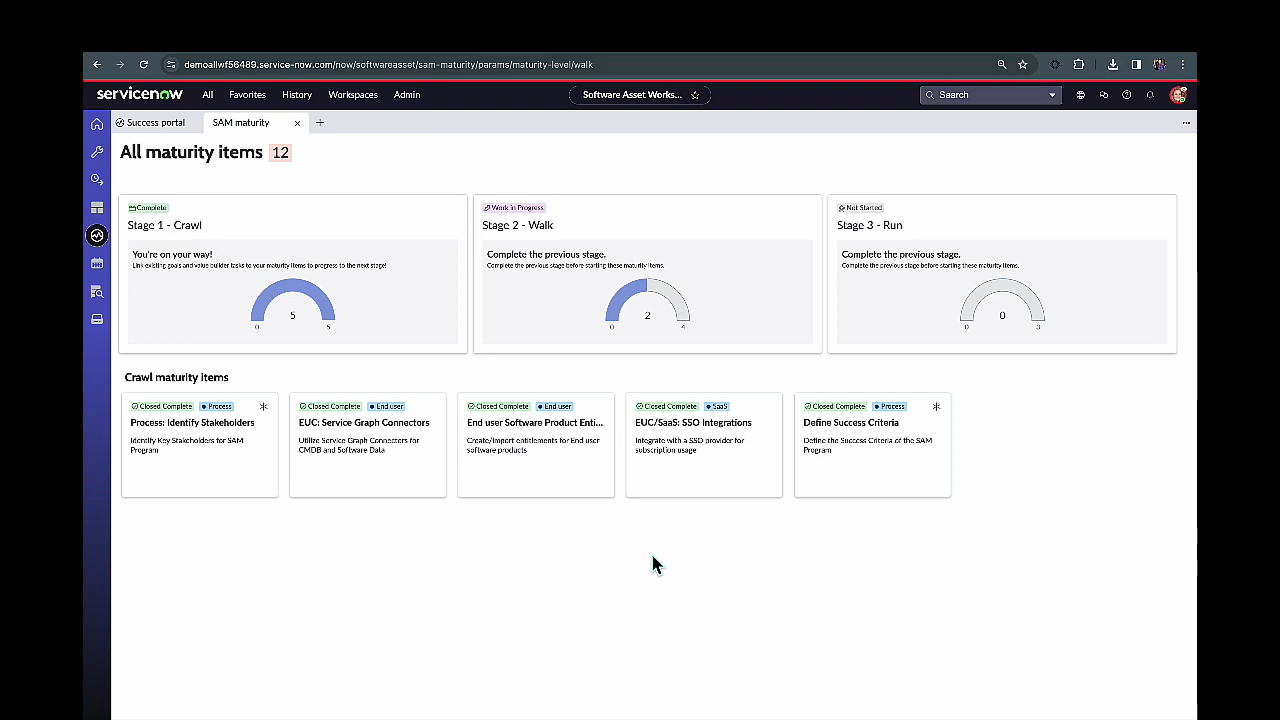 demoallwf56489.service-now.com/now/softwareasset/sam-maturity/params/maturity-level/walk
servicenow All Favorites History Workspaces Admin Software Asset Works... Search
Success portal SAM maturity
All maturity items 12
Complete
Stage 1 - Crawl
You're on your way!
Link existing goals and value builder tasks to your maturity items to progress to the next stage!
5
0 5
Work in Progress
Stage 2 - Walk
Complete the previous stage.
Complete the previous stage before starting these maturity items.
2
0 4
Not Started
Stage 3 - Run
Complete the previous stage.
Complete the previous stage before starting these maturity items.
0
0 3
Crawl maturity items
Closed Complete Process
Process: Identify Stakeholders
Identify Key Stakeholders for SAM
Program
Closed Complete End user
EUC: Service Graph Connectors
Utilize Service Graph Connectors for
CMDB and Software Data
Closed Complete End user
End user Software Product Enti...
Create/Import entitlements for End user
software products
Closed Complete SaaS
EUC/SaaS: SSO Integrations
Integrate with a SSO provider for
subscription usage
Closed Complete Process
Define Success Criteria
Define the Success Criteria of the SAM
Program